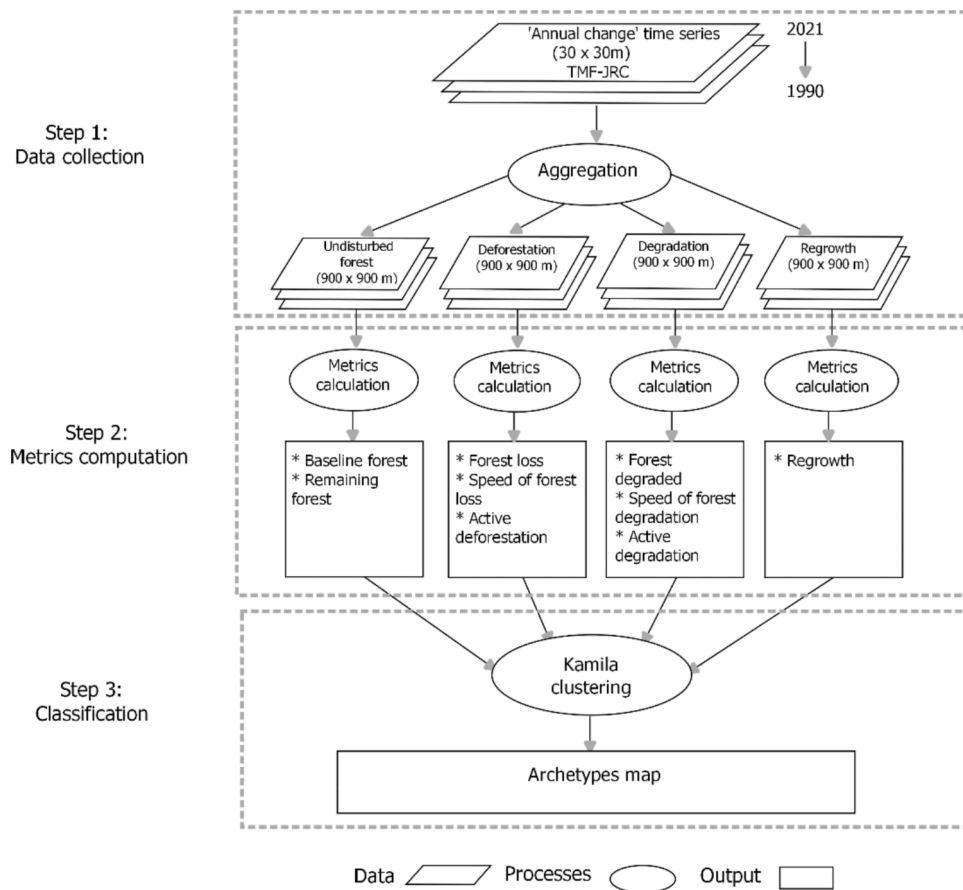 'Annual change' time series
(30 x 30m)
TMF-JRC
2021
1990
Step 1:
Data collection
Aggregation
Undisturbed
forest
(900 x 900 m)
Deforestation
(900 x 900 m)
Degradation
(900 x 900 m)
Regrowth
(900 x 900 m)
Step 2:
Metrics computation
Metrics
calculation
Metrics
calculation
Metrics
calculation
Metrics
calculation
* Baseline forest
* Remaining
forest
* Forest loss
* Speed of forest
loss
* Active
deforestation
* Forest
degraded
* Speed of forest
degradation
* Active
degradation
* Regrowth
Step 3:
Classification
Kamila
clustering
Archetypes map
Data Processes Output